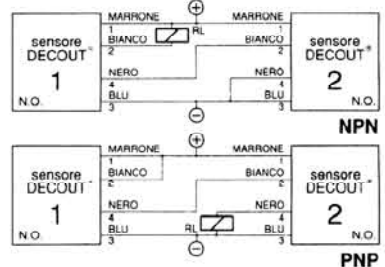 MARRONE + MARRONE
1 RL 1
sensore BIANCO BIANCO sensore
DECOUT® 2 2 DECOUT®
1 NERO NERO 2
4 4
N.O. BLU BLU N.O.
3 - 3
NPN
+
MARRONE MARRONE
sensore 1 1 sensore
DECOUT BIANCO BIANCO DECOUT
2 2
1 NERO NERO 2
4 4
N.O. BLU RL BLU N.O.
3 - 3
PNP